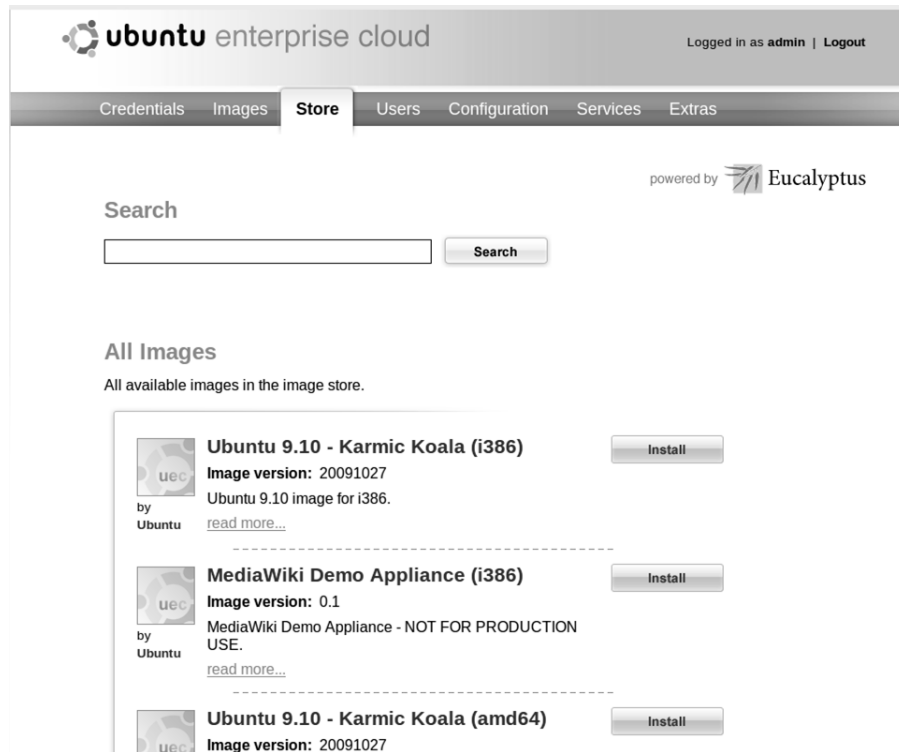 ubuntu enterprise cloud
Logged in as admin | Logout
Credentials Images Store Users Configuration Services Extras
powered by Eucalyptus
Search
Search
All Images
All available images in the image store.
uec
by
Ubuntu
Ubuntu 9.10 - Karmic Koala (i386)
Image version: 20091027
Ubuntu 9.10 image for i386.
read more...
Install
uec
by
Ubuntu
MediaWiki Demo Appliance (i386)
Image version: 0.1
MediaWiki Demo Appliance - NOT FOR PRODUCTION
USE.
read more...
Install
uec
Ubuntu 9.10 - Karmic Koala (amd64)
Image version: 20091027
Install